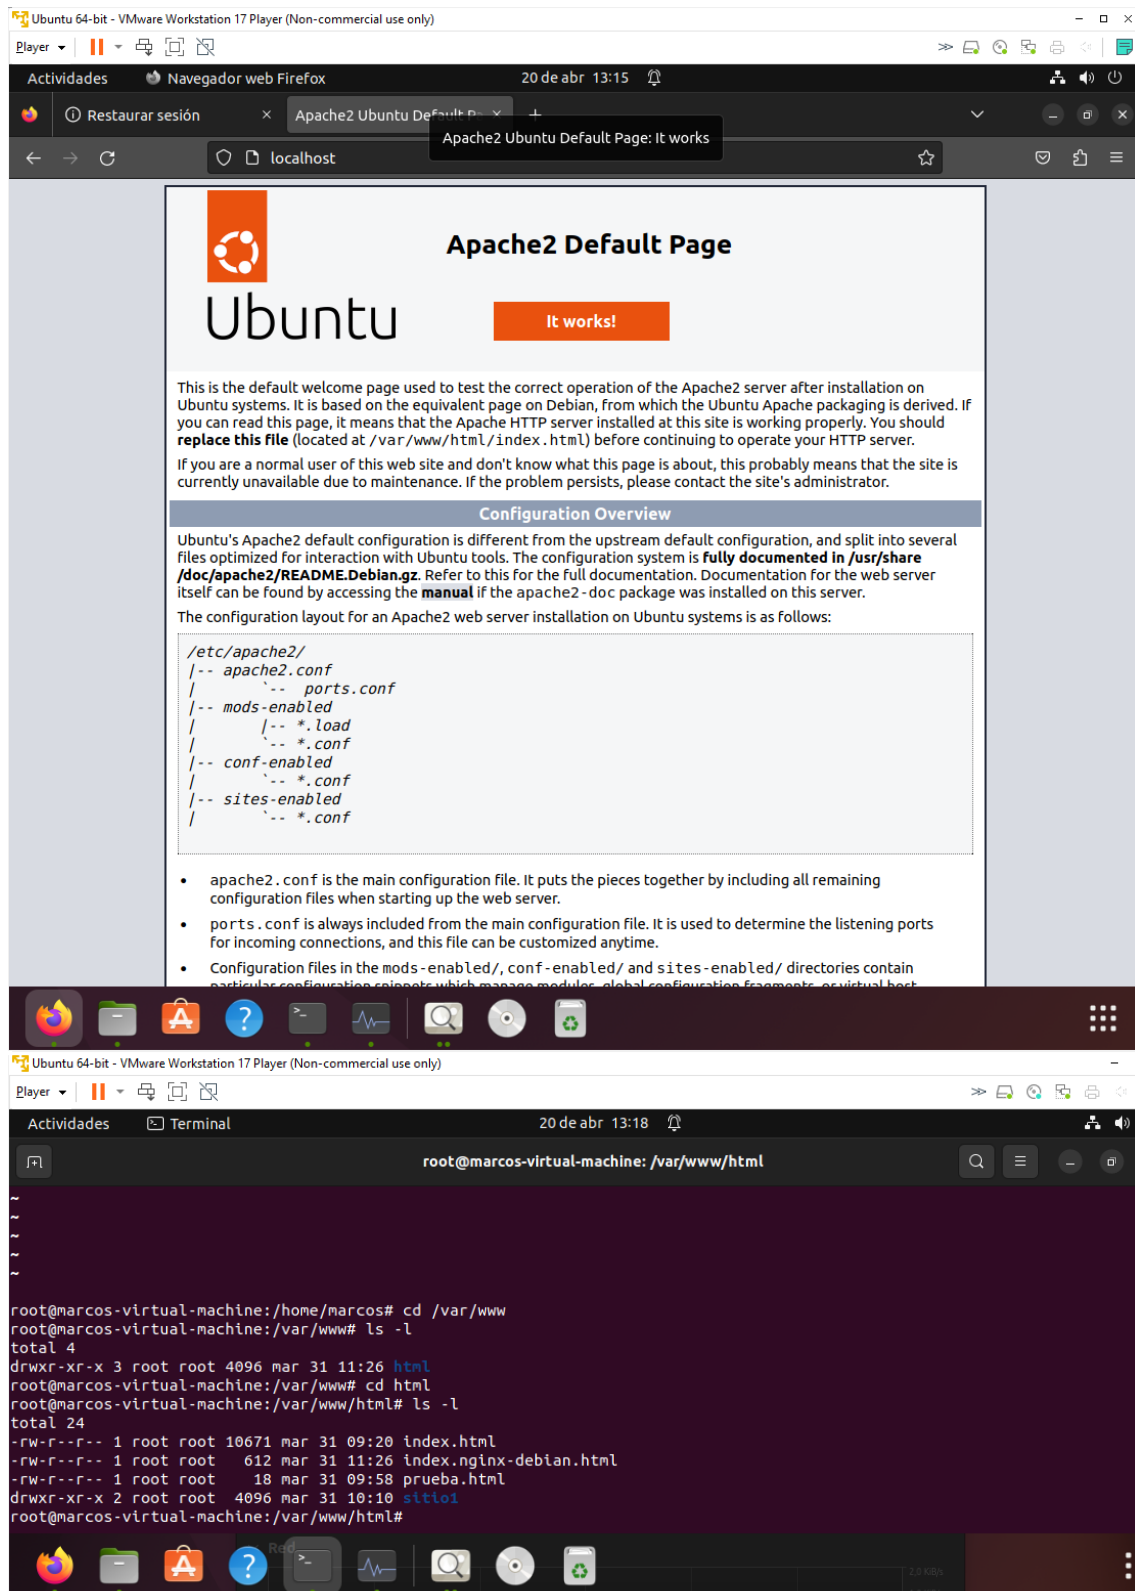 Ubuntu 64-bit - VMware Workstation 17 Player (Non-commercial use only)
Player
Actividades Navegador web Firefox 20 de abr 13:15
Restaurar sesión Apache2 Ubuntu Default Pa
Apache2 Ubuntu Default Page: It works
localhost
Apache2 Default Page
Ubuntu
It works!
This is the default welcome page used to test the correct operation of the Apache2 server after installation on
Ubuntu systems. It is based on the equivalent page on Debian, from which the Ubuntu Apache packaging is derived. If
you can read this page, it means that the Apache HTTP server installed at this site is working properly. You should
replace this file (located at /var/www/html/index.html) before continuing to operate your HTTP server.
If you are a normal user of this web site and don't know what this page is about, this probably means that the site is
currently unavailable due to maintenance. If the problem persists, please contact the site's administrator.
Configuration Overview
Ubuntu's Apache2 default configuration is different from the upstream default configuration, and split into several
files optimized for interaction with Ubuntu tools. The configuration system is fully documented in /usr/share
/doc/apache2/README.Debian.gz. Refer to this for the full documentation. Documentation for the web server
itself can be found by accessing the manual if the apache2-doc package was installed on this server.
The configuration layout for an Apache2 web server installation on Ubuntu systems is as follows:
/etc/apache2/
|-- apache2.conf
|       `--  ports.conf
|-- mods-enabled
|       |-- *.load
|       `-- *.conf
|-- conf-enabled
|       `-- *.conf
|-- sites-enabled
|       `-- *.conf
• apache2.conf is the main configuration file. It puts the pieces together by including all remaining
configuration files when starting up the web server.
• ports.conf is always included from the main configuration file. It is used to determine the listening ports
for incoming connections, and this file can be customized anytime.
• Configuration files in the mods-enabled/, conf-enabled/ and sites-enabled/ directories contain
particular configuration snippets which manage modules, global configuration fragments, or virtual host
Ubuntu 64-bit - VMware Workstation 17 Player (Non-commercial use only)
Player
Actividades Terminal 20 de abr 13:18
root@marcos-virtual-machine: /var/www/html
~
~
~
~
~
root@marcos-virtual-machine:/home/marcos# cd /var/www
root@marcos-virtual-machine:/var/www# ls -l
total 4
drwxr-xr-x 3 root root 4096 mar 31 11:26 html
root@marcos-virtual-machine:/var/www# cd html
root@marcos-virtual-machine:/var/www/html# ls -l
total 24
-rw-r--r-- 1 root root 10671 mar 31 09:20 index.html
-rw-r--r-- 1 root root   612 mar 31 11:26 index.nginx-debian.html
-rw-r--r-- 1 root root    18 mar 31 09:58 prueba.html
drwxr-xr-x 2 root root  4096 mar 31 10:10 sitio1
root@marcos-virtual-machine:/var/www/html#
Red
2,0 KiB/s